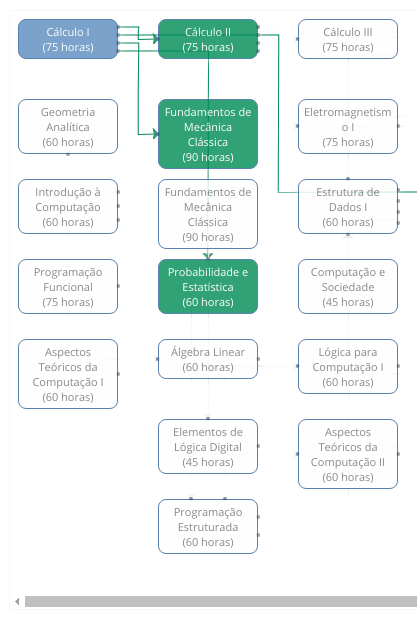 Cálculo I
(75 horas)
Cálculo II
(75 horas)
Cálculo III
(75 horas)
Geometria
Analítica
(60 horas)
Fundamentos de
Mecânica
Clássica
(90 horas)
Eletromagnetism
o I
(75 horas)
Introdução à
Computação
(60 horas)
Fundamentos de
Mecânica
Clássica
(90 horas)
Estrutura de
Dados I
(60 horas)
Programação
Funcional
(75 horas)
Probabilidade e
Estatística
(60 horas)
Computação e
Sociedade
(45 horas)
Aspectos
Teóricos da
Computação I
(60 horas)
Álgebra Linear
(60 horas)
Lógica para
Computação I
(60 horas)
Elementos de
Lógica Digital
(45 horas)
Aspectos
Teóricos da
Computação II
(60 horas)
Programação
Estruturada
(60 horas)